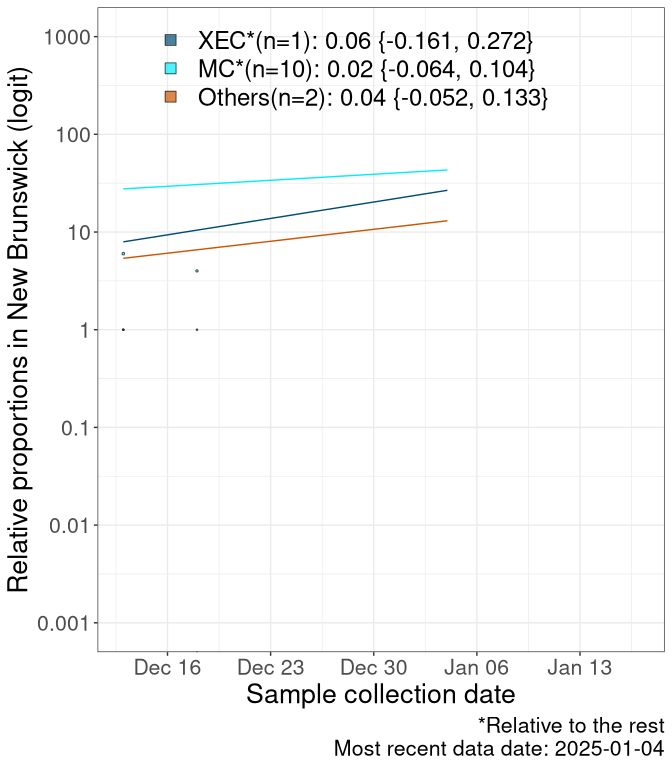 XEC*(n=1): 0.06 {-0.161, 0.272}
MC*(n=10): 0.02 {-0.064, 0.104}
Others(n=2): 0.04 {-0.052, 0.133}
Relative proportions in New Brunswick (logit)
1000
100
10
1
0.1
0.01
0.001
Dec 16 Dec 23 Dec 30 Jan 06 Jan 13
Sample collection date
*Relative to the rest
Most recent data date: 2025-01-04